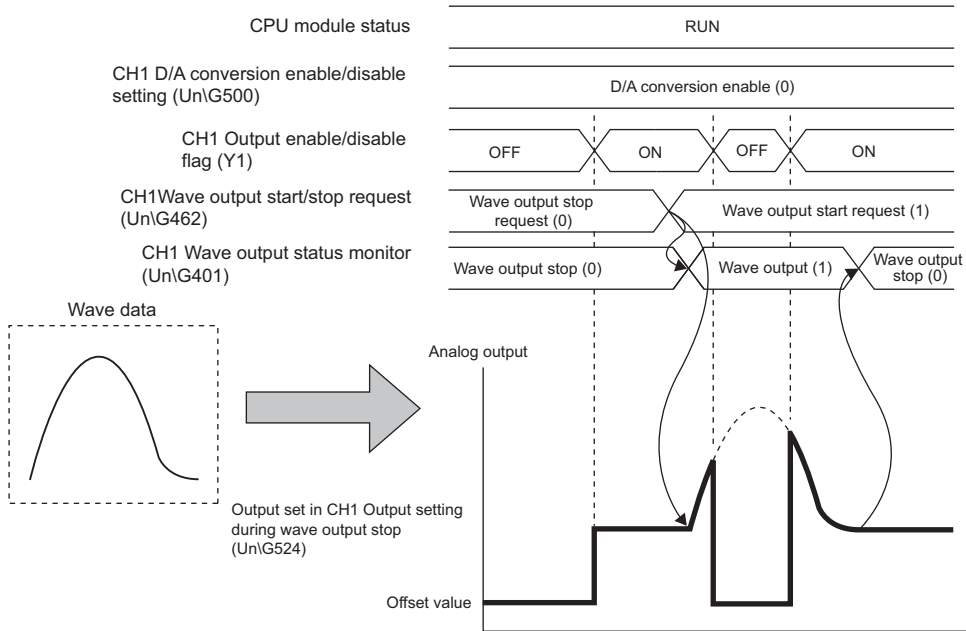 CPU module status
RUN
CH1 D/A conversion enable/disable
setting (Un\G500)
D/A conversion enable (0)
CH1 Output enable/disable
flag (Y1)
OFF
ON
OFF
ON
CH1Wave output start/stop request
(Un\G462)
Wave output stop
request (0)
Wave output start request (1)
CH1 Wave output status monitor
(Un\G401)
Wave output stop (0)
Wave output (1)
Wave output
stop (0)
Wave data
Analog output
Output set in CH1 Output setting
during wave output stop
(Un\G524)
Offset value